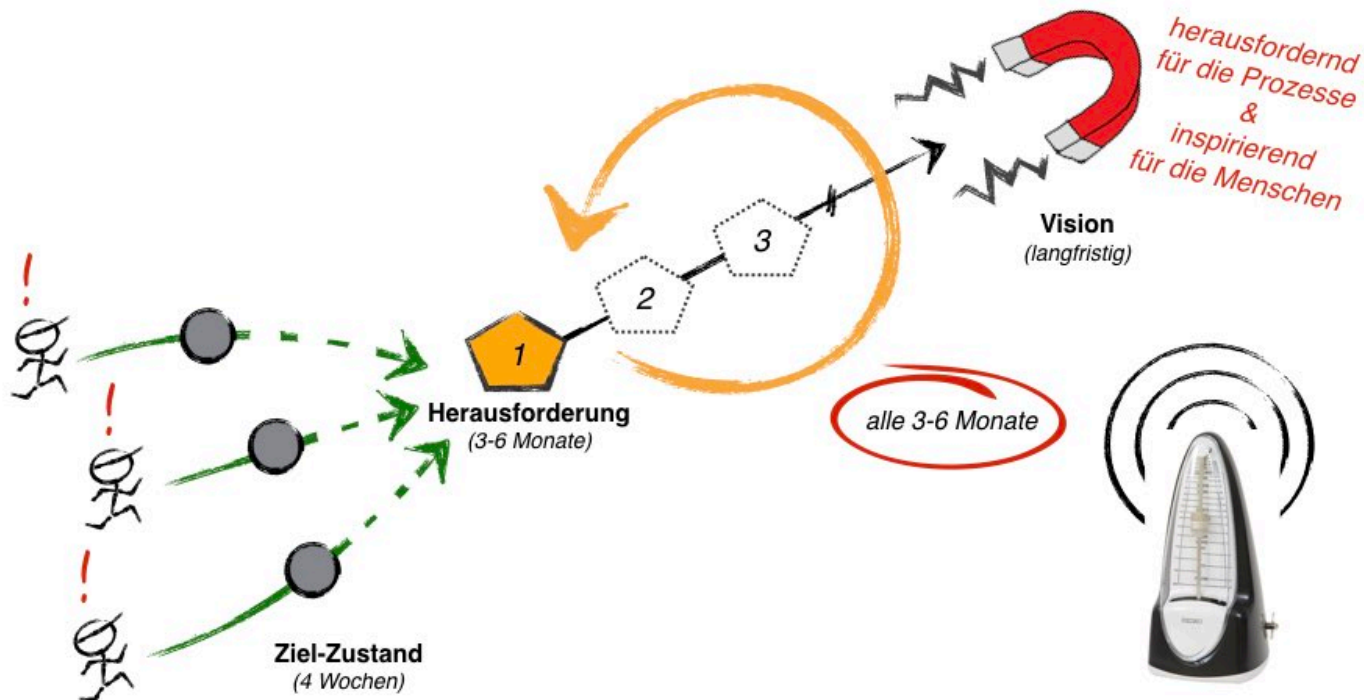 herausfordernd
für die Prozesse
&
inspirierend
für die Menschen
Vision
(langfristig)
3
2
1
Herausforderung
(3-6 Monate)
alle 3-6 Monate
Ziel-Zustand
(4 Wochen)
SEIKO